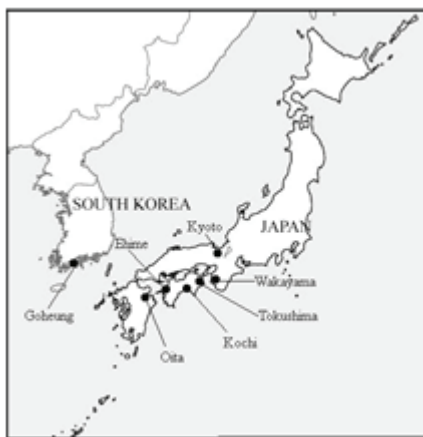 SOUTH KOREA
Kyoto
JAPAN
Ehime
Wakayama
Goheung
Tokushima
Kochi
Oita